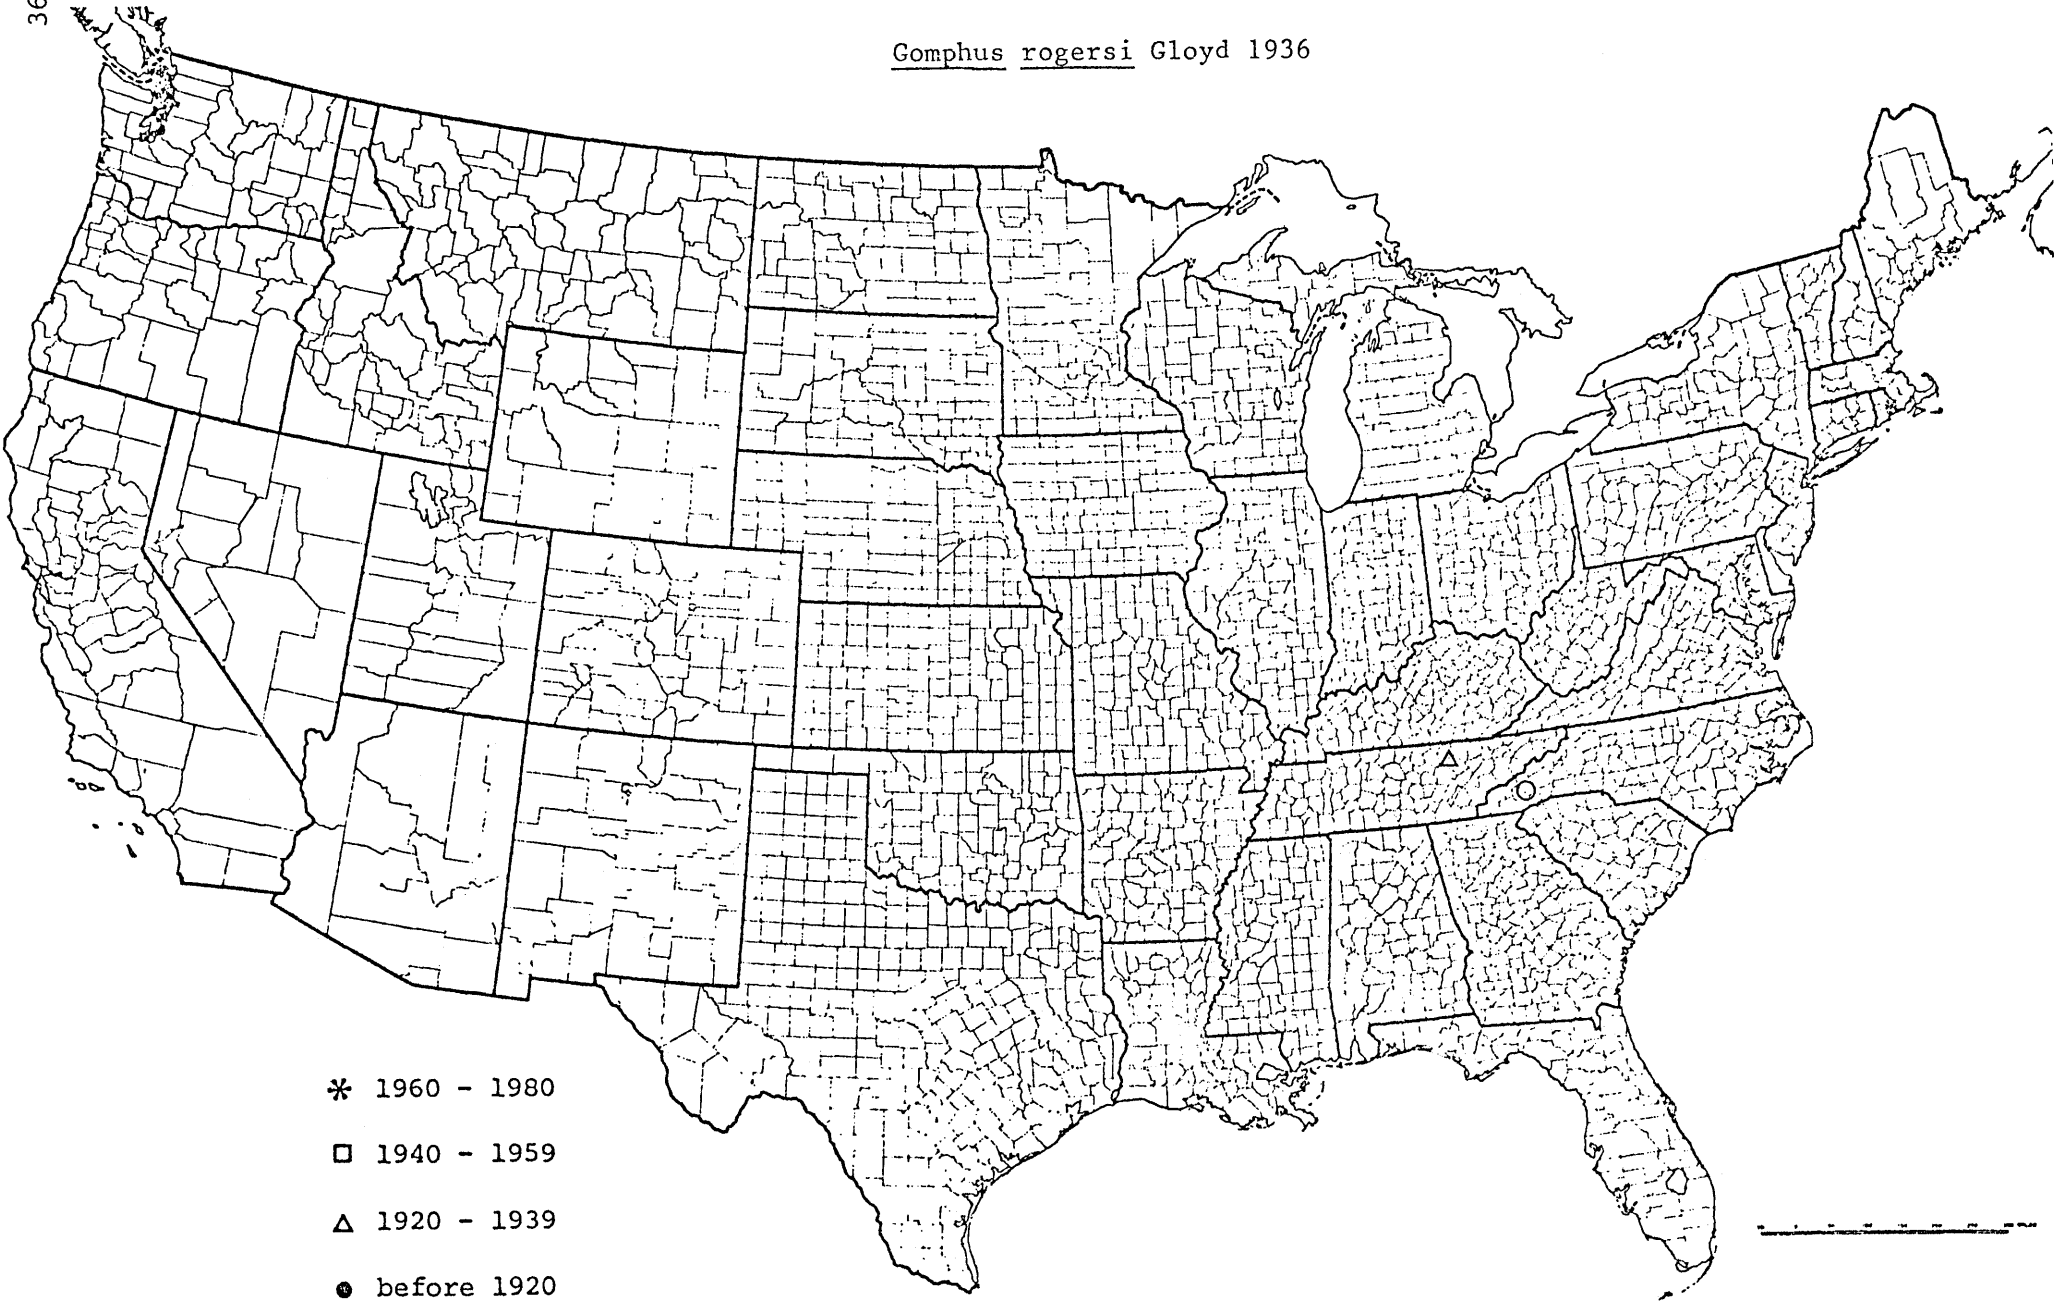 36
Gomphus rogersi Gloyd 1936
* 1960 - 1980
□ 1940 - 1959
△ 1920 - 1939
● before 1920